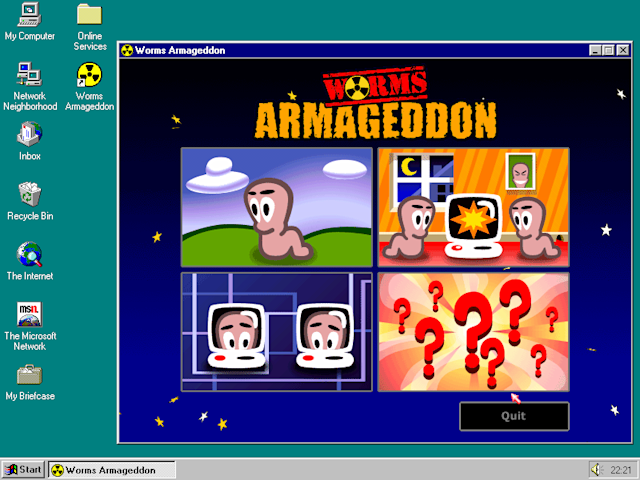 My Computer
Online
Services
Worms Armageddon
Network
Neighborhood
Worms
Armageddon
WORMS
ARMAGEDDON
Inbox
Recycle Bin
The Internet
msn
The Microsoft
Network
My Briefcase
? ? ? ? ? ? ? ?
Quit
Start
Worms Armageddon
22:21